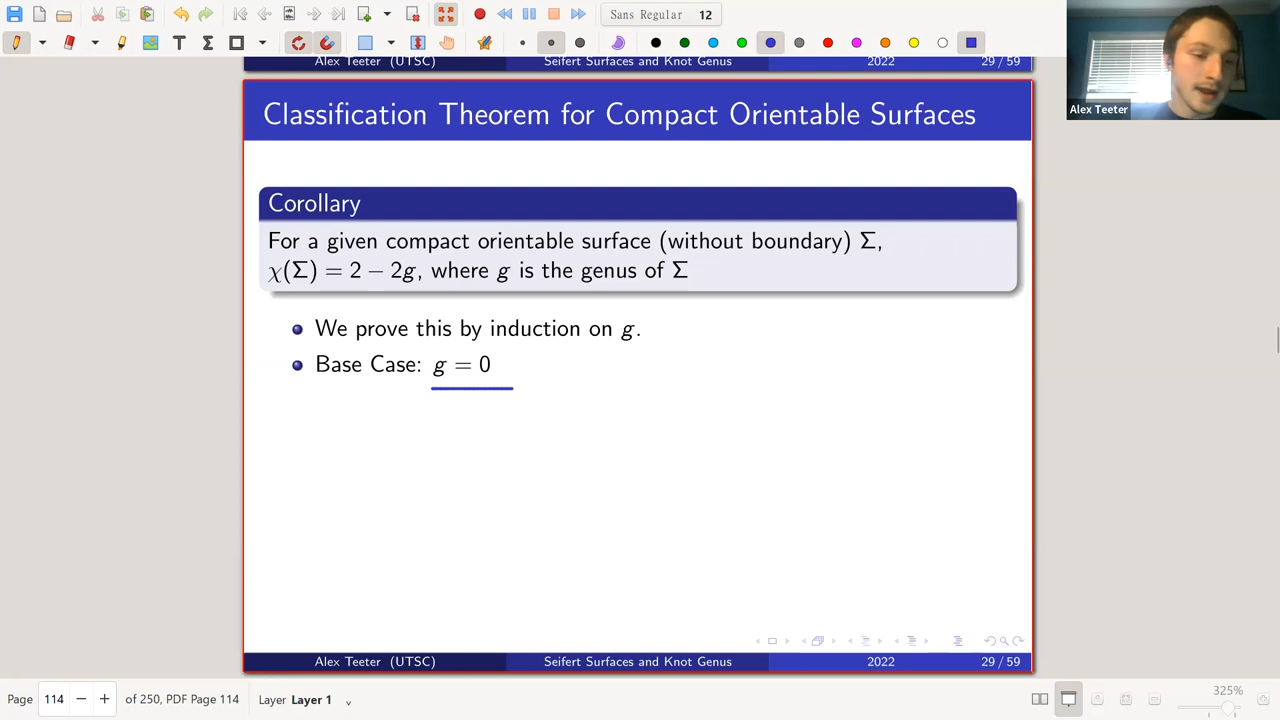 Sans Regular 12
Alex Teeter (UTSC) Seifert Surfaces and Knot Genus 2022 29 / 59
Classification Theorem for Compact Orientable Surfaces
Alex Teeter
Corollary
For a given compact orientable surface (without boundary) Σ,
χ(Σ) = 2 − 2g, where g is the genus of Σ
We prove this by induction on g.
Base Case: g = 0
Alex Teeter (UTSC) Seifert Surfaces and Knot Genus 2022 29 / 59
Page 114 of 250, PDF Page 114 Layer Layer 1
325%